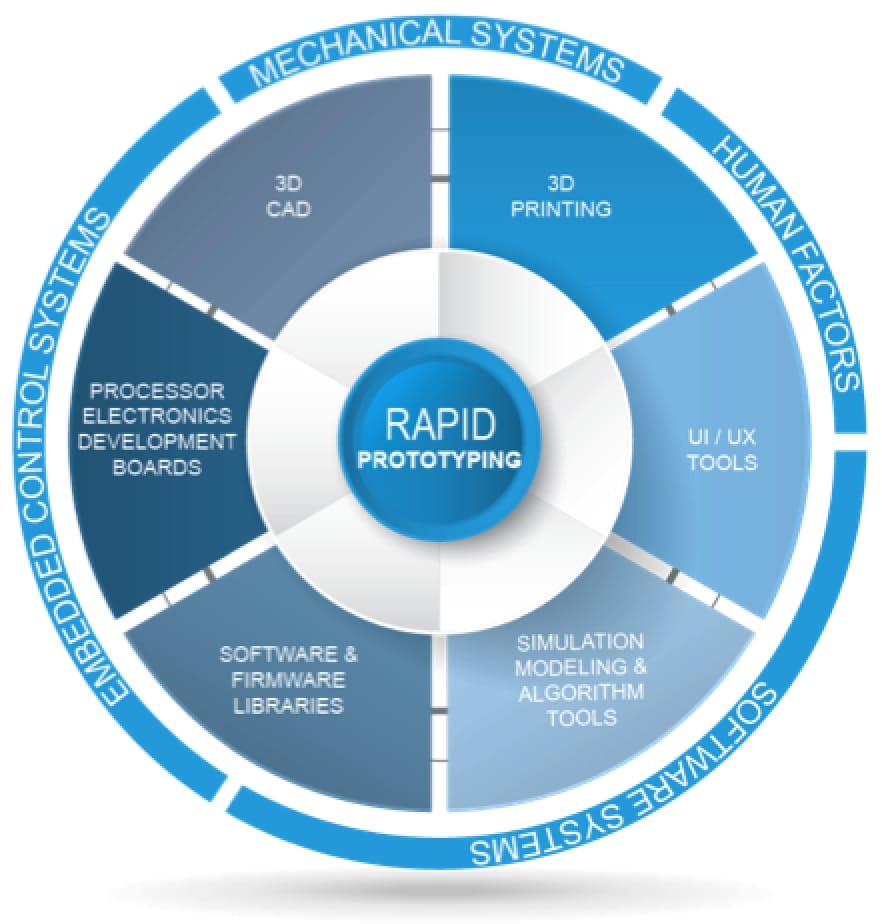 MECHANICAL SYSTEMS
HUMAN FACTORS
SOFTWARE SYSTEMS
EMBEDDED CONTROL SYSTEMS
3D
CAD
3D
PRINTING
UI / UX
TOOLS
SIMULATION
MODELING &
ALGORITHM
TOOLS
SOFTWARE &
FIRMWARE
LIBRARIES
PROCESSOR
ELECTRONICS
DEVELOPMENT
BOARDS
RAPID
PROTOTYPING